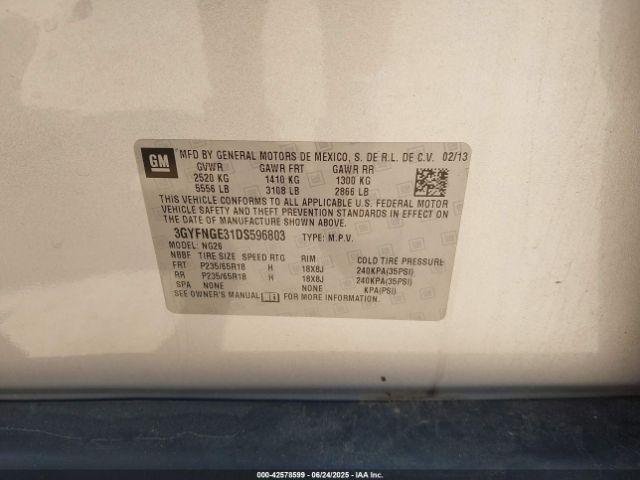 GM
MFD BY GENERAL MOTORS DE MEXICO, S. DE R.L. DE C.V. 02/13
GVWR GAWR FRT GAWR RR
2520 KG 1410 KG 1300 KG
5556 LB 3108 LB 2866 LB
THIS VEHICLE CONFORMS TO ALL APPLICABLE U.S. FEDERAL MOTOR
VEHICLE SAFETY AND THEFT PREVENTION STANDARDS IN EFFECT ON
THE DATE OF MANUFACTURE SHOWN ABOVE.
3GYFNGE31DS596803 TYPE: M.P.V.
MODEL: NG26
NBBF TIRE SIZE SPEED RTG RIM COLD TIRE PRESSURE
FRT P235/65R18 H 18X8J 240KPA(35PSI)
RR P235/65R18 H 18X8J 240KPA(35PSI)
SPA NONE NONE KPA(PSI)
SEE OWNER'S MANUAL FOR MORE INFORMATION.
000-42578599 - 06/24/2025 - IAAI.com